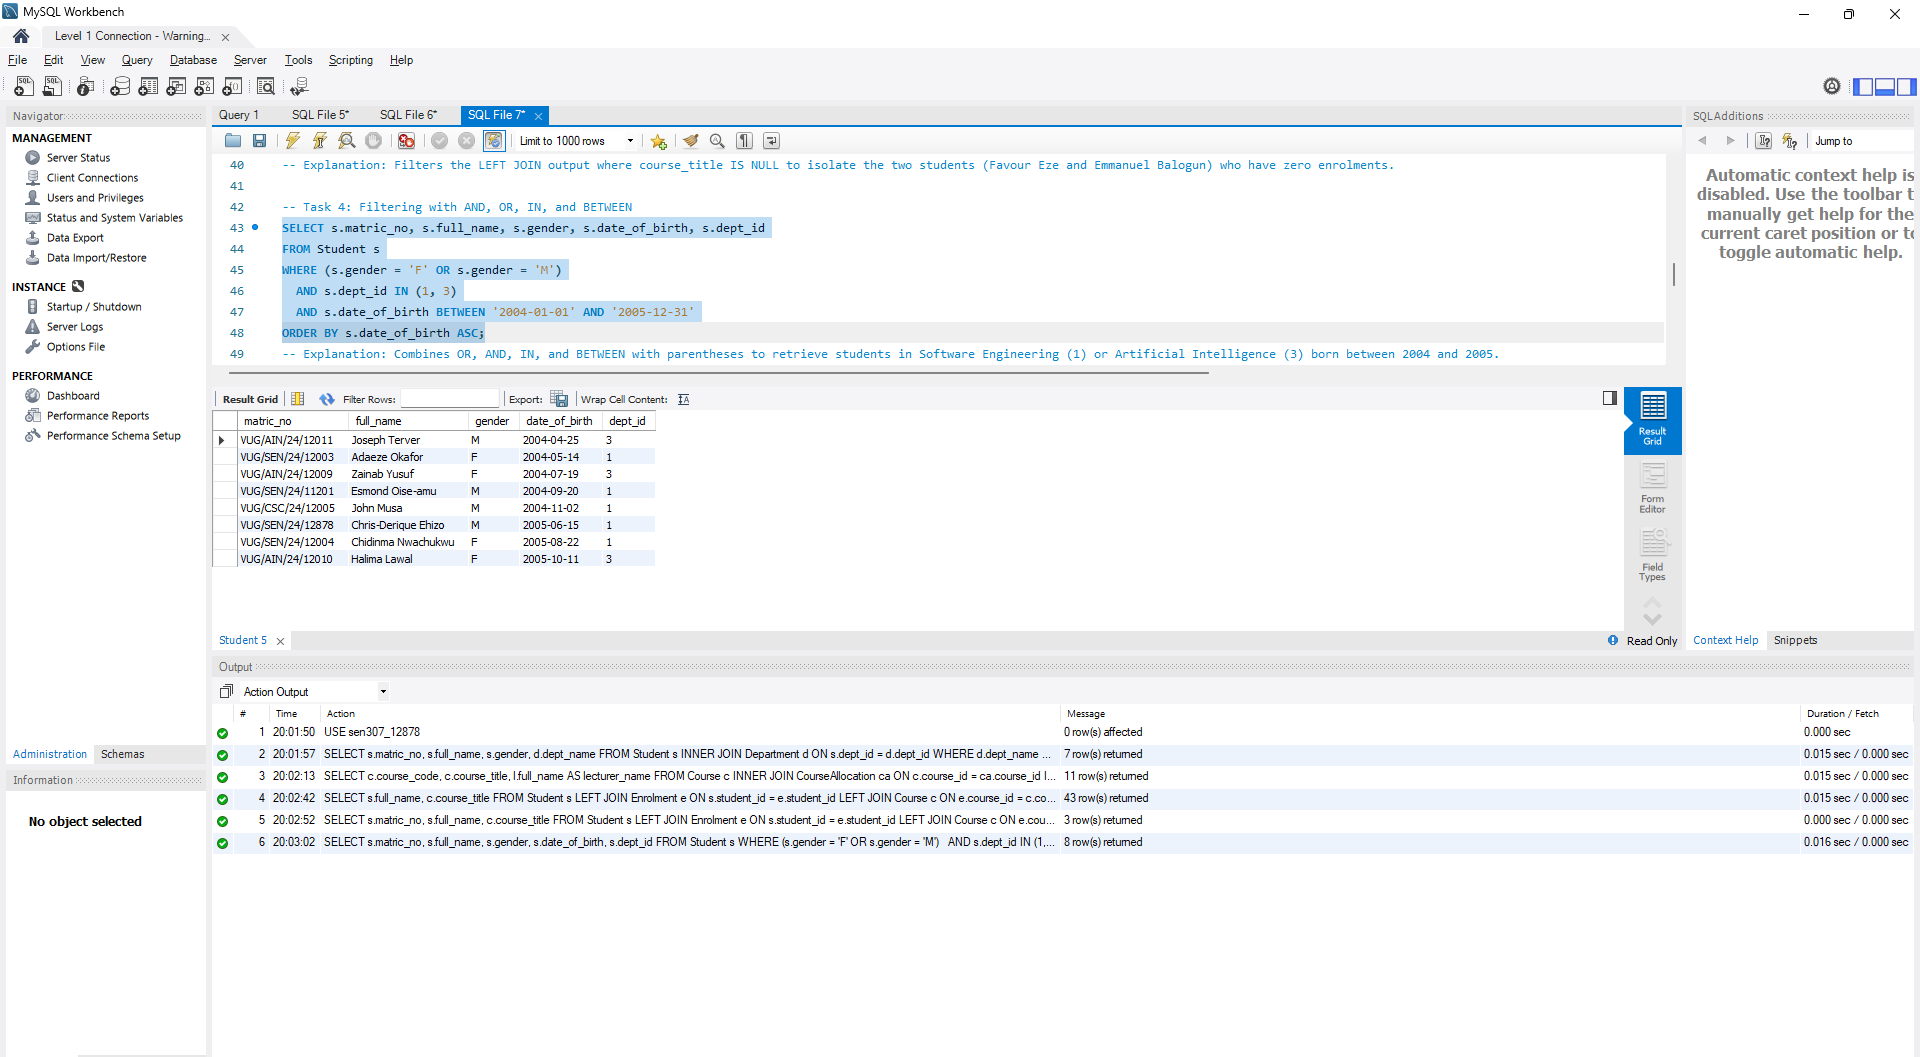 MySQL Workbench
Level 1 Connection - Warning...
File Edit View Query Database Server Tools Scripting Help
Navigator
MANAGEMENT
Server Status
Client Connections
Users and Privileges
Status and System Variables
Data Export
Data Import/Restore
INSTANCE
Startup / Shutdown
Server Logs
Options File
PERFORMANCE
Dashboard
Performance Reports
Performance Schema Setup
Administration Schemas
Information
No object selected
Query 1 SQL File 5* SQL File 6* SQL File 7*
Limit to 1000 rows
40 -- Explanation: Filters the LEFT JOIN output where course_title IS NULL to isolate the two students (Favour Eze and Emmanuel Balogun) who have zero enrolments.
41
42 -- Task 4: Filtering with AND, OR, IN, and BETWEEN
43 SELECT s.matric_no, s.full_name, s.gender, s.date_of_birth, s.dept_id
44 FROM Student s
45 WHERE (s.gender = 'F' OR s.gender = 'M')
46 AND s.dept_id IN (1, 3)
47 AND s.date_of_birth BETWEEN '2004-01-01' AND '2005-12-31'
48 ORDER BY s.date_of_birth ASC;
49 -- Explanation: Combines OR, AND, IN, and BETWEEN with parentheses to retrieve students in Software Engineering (1) or Artificial Intelligence (3) born between 2004 and 2005.
Result Grid Filter Rows: Export: Wrap Cell Content:
matric_no full_name gender date_of_birth dept_id
VUG/AIN/24/12011 Joseph Terver M 2004-04-25 3
VUG/SEN/24/12003 Adaeze Okafor F 2004-05-14 1
VUG/AIN/24/12009 Zainab Yusuf F 2004-07-19 3
VUG/SEN/24/11201 Esmond Oise-amu M 2004-09-20 1
VUG/CSC/24/12005 John Musa M 2004-11-02 1
VUG/SEN/24/12878 Chris-Derique Ehizo M 2005-06-15 1
VUG/SEN/24/12004 Chidinma Nwachukwu F 2005-08-22 1
VUG/AIN/24/12010 Halima Lawal F 2005-10-11 3
Result
Grid
Form
Editor
Field
Types
Student 5
Read Only
SQLAdditions
Jump to
Automatic context help is
disabled. Use the toolbar t
manually get help for the
current caret position or to
toggle automatic help.
Context Help Snippets
Output
Action Output
# Time Action Message Duration / Fetch
1 20:01:50 USE sen307_12878 0 row(s) affected 0.000 sec
2 20:01:57 SELECT s.matric_no, s.full_name, s.gender, d.dept_name FROM Student s INNER JOIN Department d ON s.dept_id = d.dept_id WHERE d.dept_name ... 7 row(s) returned 0.015 sec / 0.000 sec
3 20:02:13 SELECT c.course_code, c.course_title, l.full_name AS lecturer_name FROM Course c INNER JOIN CourseAllocation ca ON c.course_id = ca.course_id I... 11 row(s) returned 0.015 sec / 0.000 sec
4 20:02:42 SELECT s.full_name, c.course_title FROM Student s LEFT JOIN Enrolment e ON s.student_id = e.student_id LEFT JOIN Course c ON e.course_id = c.co... 43 row(s) returned 0.015 sec / 0.000 sec
5 20:02:52 SELECT s.matric_no, s.full_name, c.course_title FROM Student s LEFT JOIN Enrolment e ON s.student_id = e.student_id LEFT JOIN Course c ON e.cou... 3 row(s) returned 0.000 sec / 0.000 sec
6 20:03:02 SELECT s.matric_no, s.full_name, s.gender, s.date_of_birth, s.dept_id FROM Student s WHERE (s.gender = 'F' OR s.gender = 'M') AND s.dept_id IN (1,... 8 row(s) returned 0.016 sec / 0.000 sec